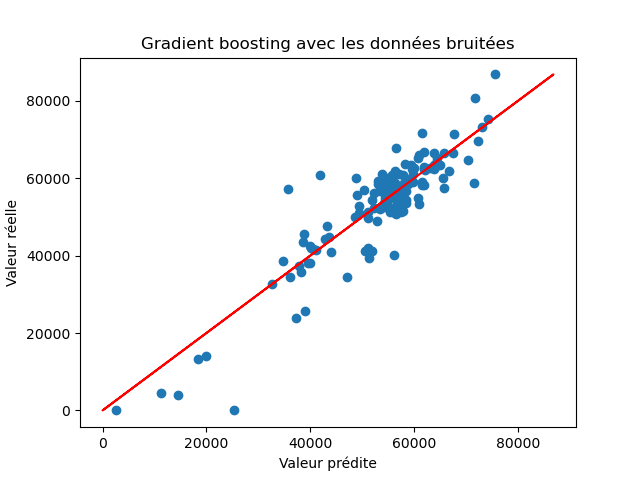 Gradient boosting avec les données bruitées
80000
60000
40000
20000
0
Valeur réelle
0 20000 40000 60000 80000
Valeur prédite